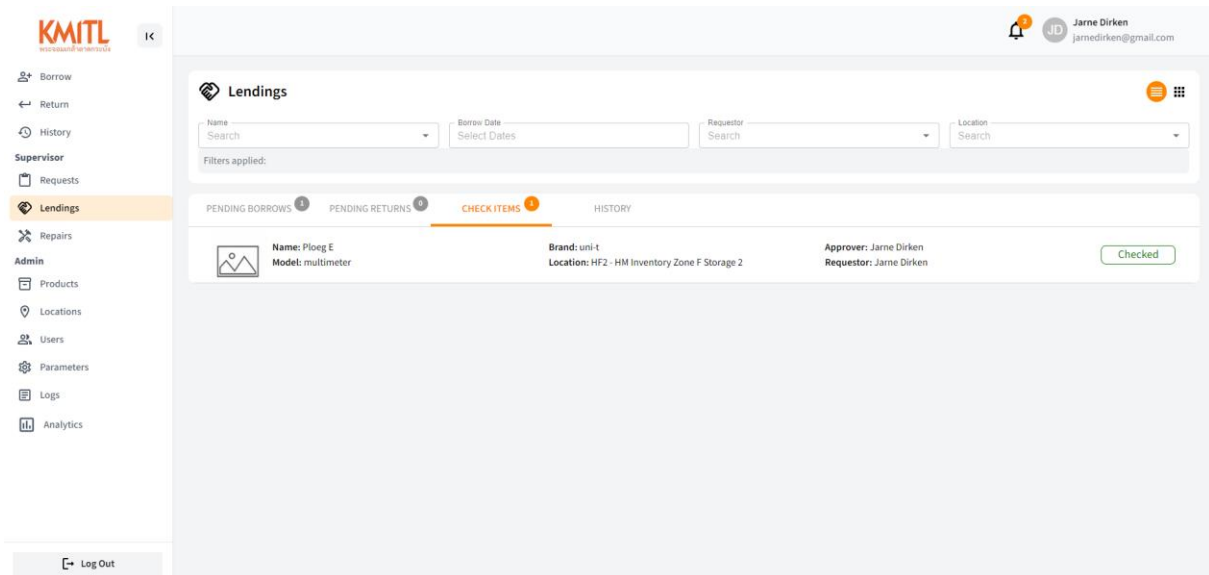 KMITL
3
JD
Jarne Dirken
jarnedirken@gmail.com
Borrow
Return
History
Supervisor
Requests
Lendings
Repairs
Admin
Products
Locations
Users
Parameters
Logs
Analytics
Log Out
Lendings
Name
Search
Borrow Date
Select Dates
Requestor
Search
Location
Search
Filters applied:
PENDING BORROWS 1
PENDING RETURNS 0
CHECK ITEMS 1
HISTORY
Name: Ploeg E
Model: multimeter
Brand: uni-t
Location: HF2 - HM Inventory Zone F Storage 2
Approver: Jarne Dirken
Requestor: Jarne Dirken
Checked